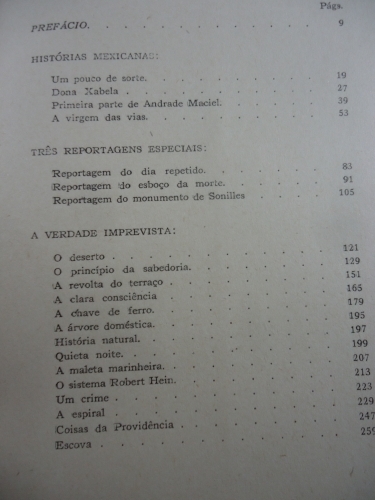 Págs.
PREFÁCIO. . . . . . . . . . 9
HISTÓRIAS MEXICANAS:
Um pouco de sorte. . . . . . . . 19
Dona Xabela . . . . . . . . . 27
Primeira parte de Andrade Maciel. . . . . 39
A virgem das vias. . . . . . . . 53
TRÊS REPORTAGENS ESPECIAIS:
Reportagem do dia repetido. . . . . . 83
Reportagem do esboço da morte. . . . . 91
Reportagem do monumento de Sonilles . . . . 105
A VERDADE IMPREVISTA:
O deserto . . . . . . . . . 121
O princípio da sabedoria. . . . . . . 129
A revolta do terraço . . . . . . . 151
A clara consciência . . . . . . . 165
A chave de ferro. . . . . . . . 179
A árvore doméstica. . . . . . . . 195
História natural. . . . . . . . 197
Quieta noite. . . . . . . . . 199
A maleta marinheira. . . . . . . 207
O sistema Robert Hein. . . . . . . 213
Um crime . . . . . . . . . 223
A espiral . . . . . . . . . 229
Coisas da Providência. . . . . . . 247
Escova . . . . . . . . . 259